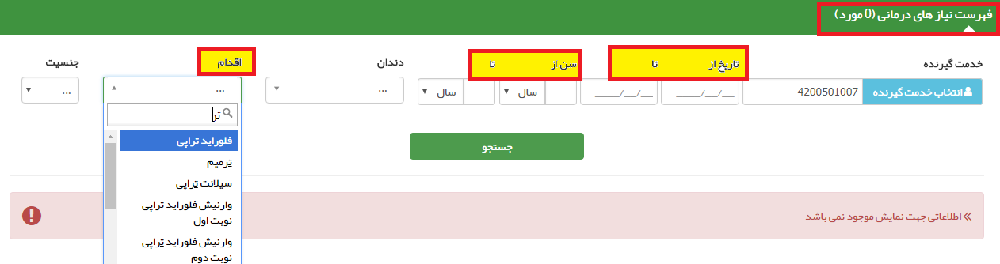 فهرست نیاز های درمانی (0 مورد)
خدمت گیرنده
تاریخ از تا
سن از تا
دندان
اقدام
جنسیت
انتخاب خدمت گیرنده
4200501007
__/__/____
__/__/____
سال
سال
...
...
...
تر
فلوراید تراپی
ترمیم
سیلانت تراپی
وارنیش فلوراید تراپی
نوبت اول
وارنیش فلوراید تراپی
نوبت دوم
جستجو
اطلاعاتی جهت نمایش موجود نمی باشد